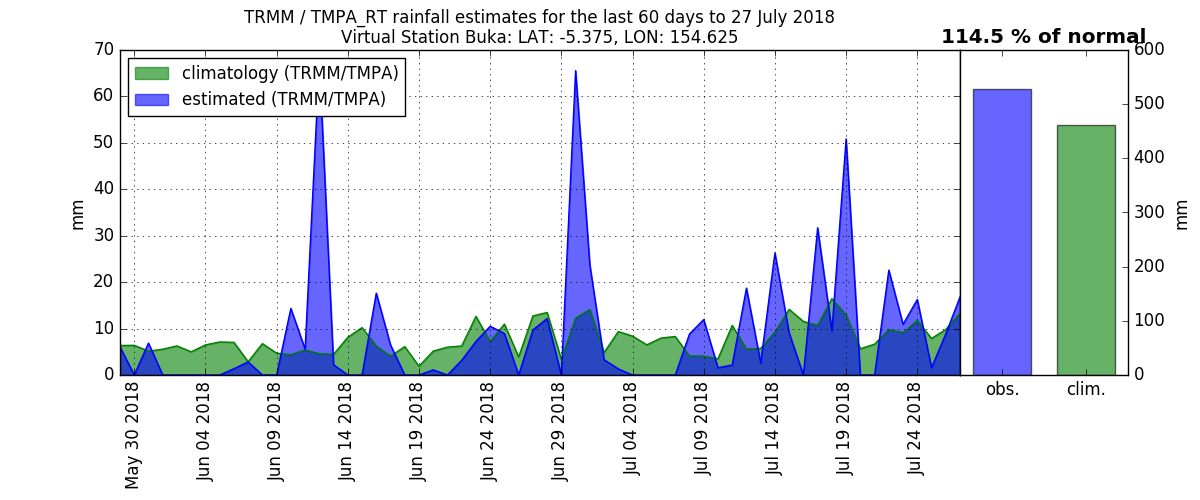 TRMM / TMPA_RT rainfall estimates for the last 60 days to 27 July 2018
Virtual Station Buka: LAT: -5.375, LON: 154.625
114.5 % of normal
climatology (TRMM/TMPA)
estimated (TRMM/TMPA)
70
60
50
40
30
20
10
0
mm
May 30 2018
Jun 04 2018
Jun 09 2018
Jun 14 2018
Jun 19 2018
Jun 24 2018
Jun 29 2018
Jul 04 2018
Jul 09 2018
Jul 14 2018
Jul 19 2018
Jul 24 2018
obs.
clim.
600
500
400
300
200
100
0
mm